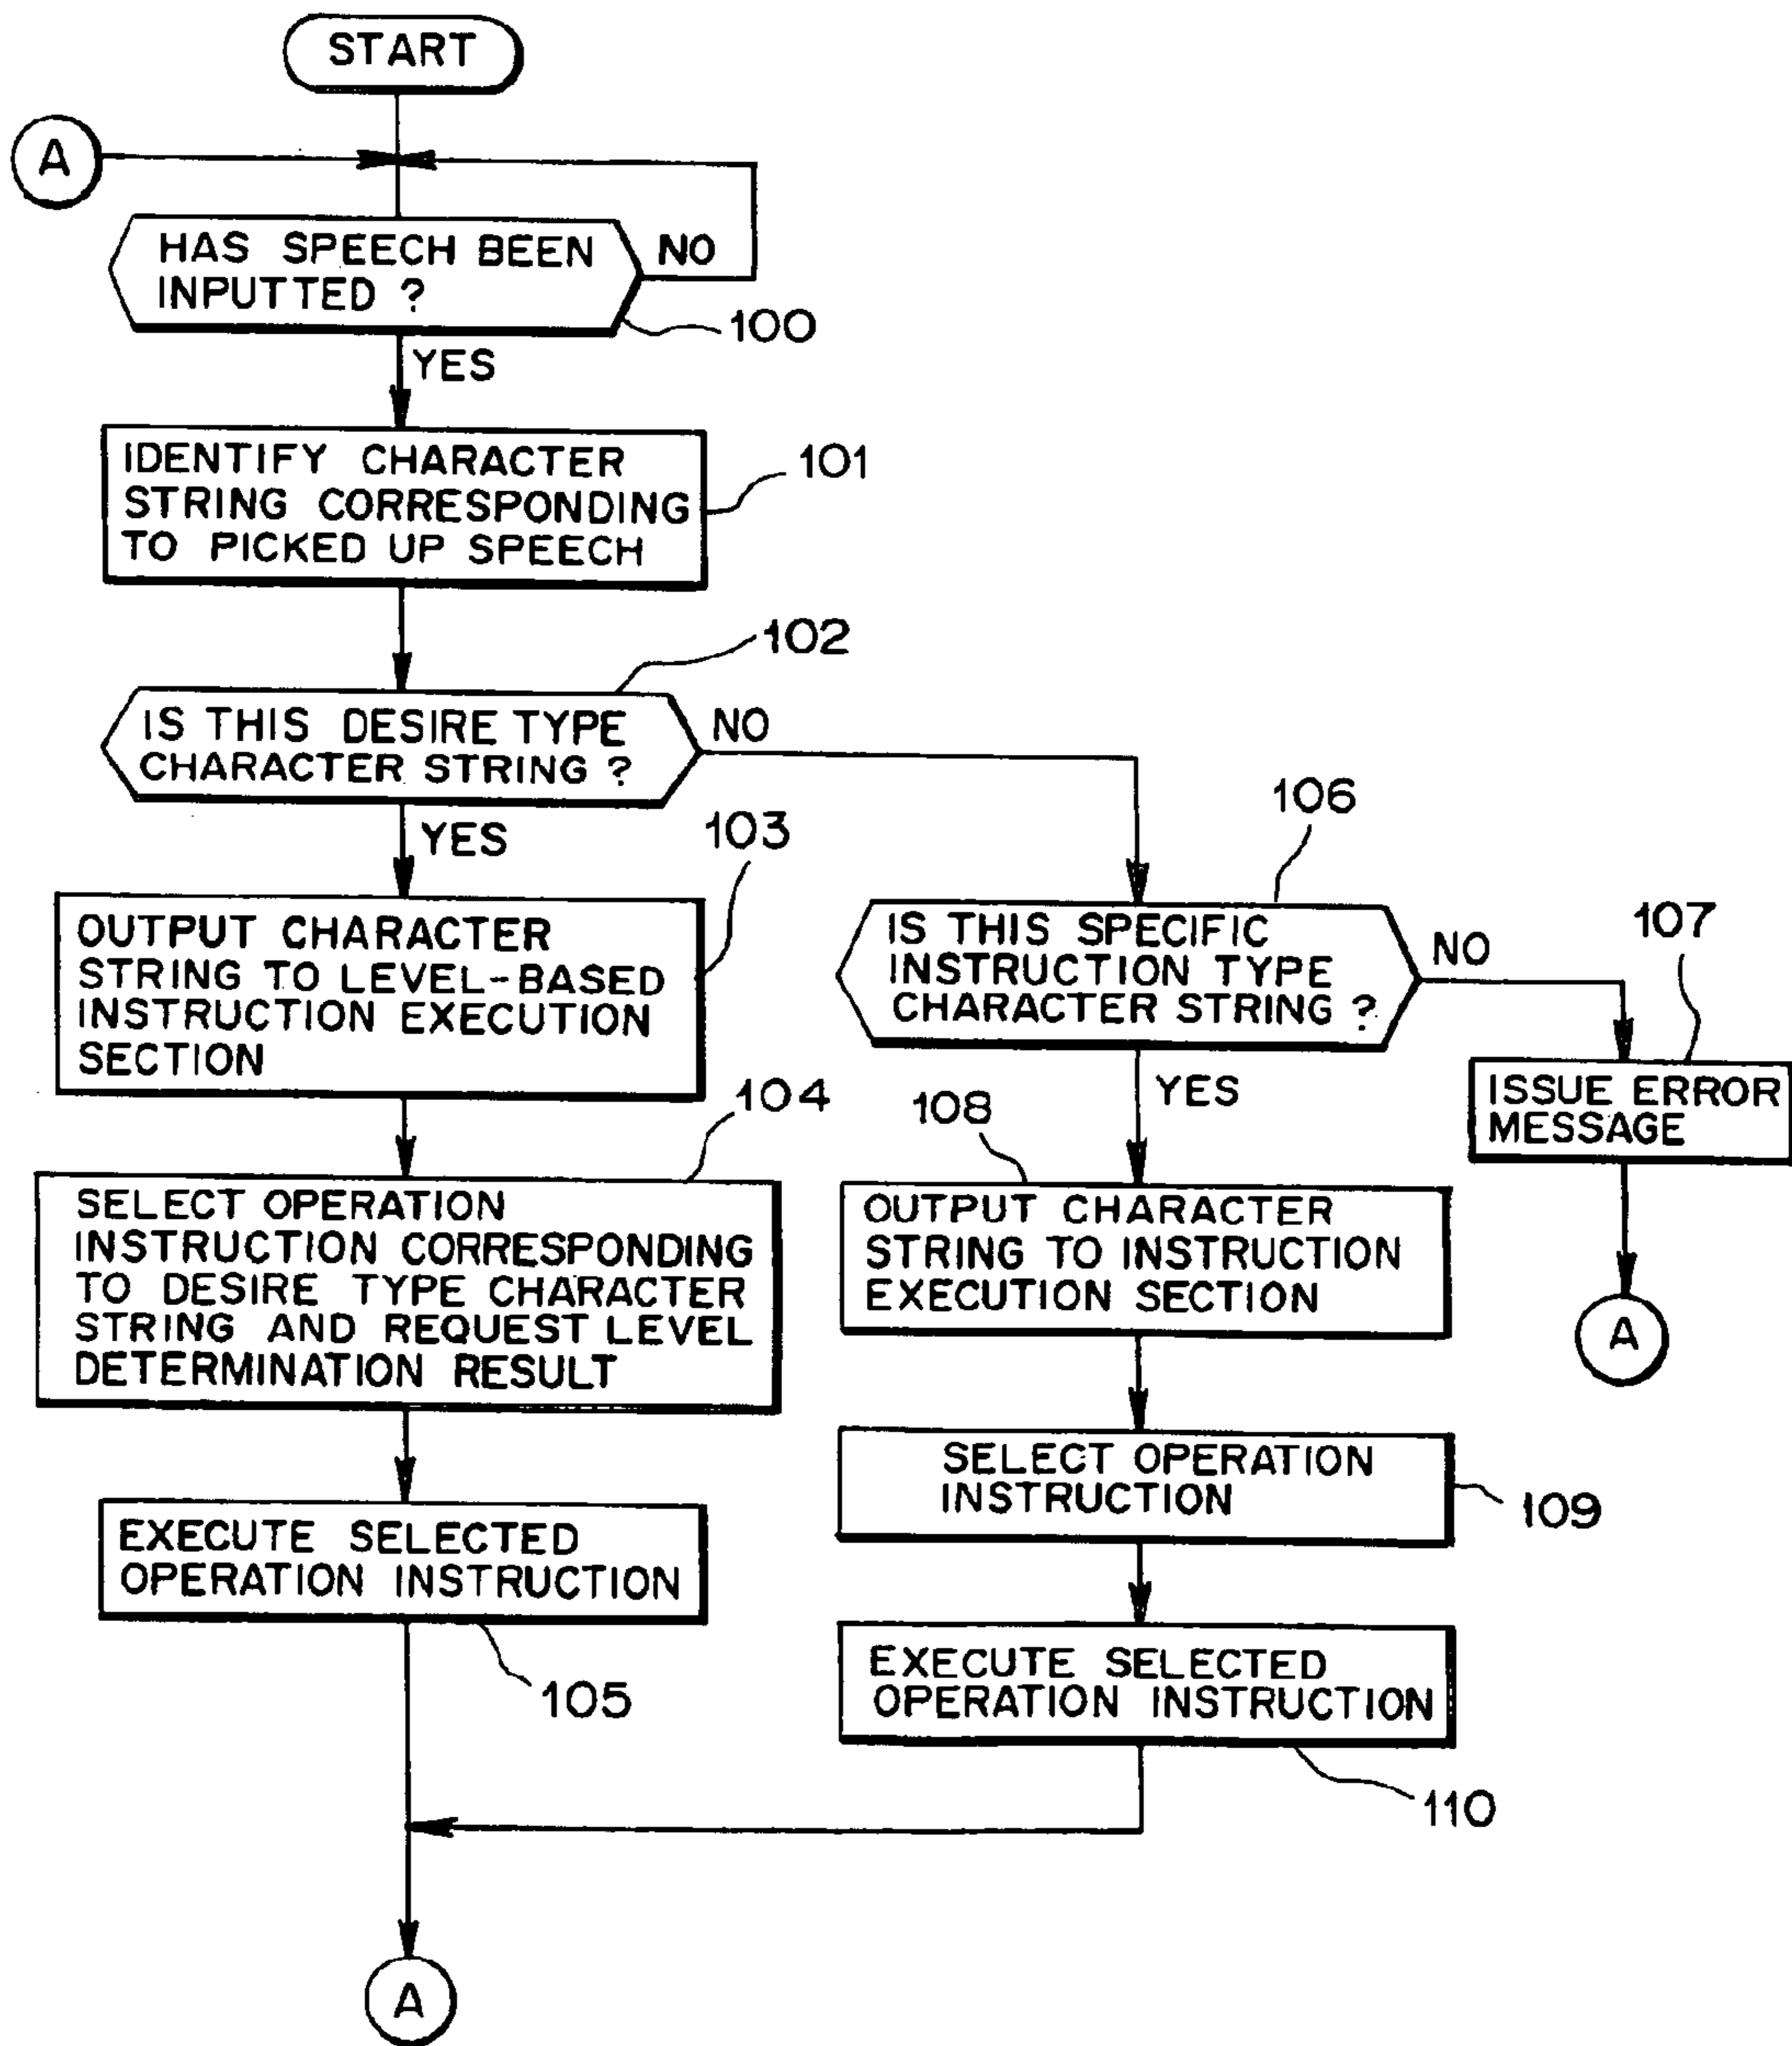 START
A
HAS SPEECH BEEN
INPUTTED ?
NO
100
YES
IDENTIFY CHARACTER
STRING CORRESPONDING
TO PICKED UP SPEECH
101
102
IS THIS DESIRE TYPE
CHARACTER STRING ?
NO
YES
103
OUTPUT CHARACTER
STRING TO LEVEL-BASED
INSTRUCTION EXECUTION
SECTION
104
SELECT OPERATION
INSTRUCTION CORRESPONDING
TO DESIRE TYPE CHARACTER
STRING AND REQUEST LEVEL
DETERMINATION RESULT
EXECUTE SELECTED
OPERATION INSTRUCTION
105
106
IS THIS SPECIFIC
INSTRUCTION TYPE
CHARACTER STRING ?
NO
107
ISSUE ERROR
MESSAGE
A
YES
108
OUTPUT CHARACTER
STRING TO INSTRUCTION
EXECUTION SECTION
SELECT OPERATION
INSTRUCTION
109
EXECUTE SELECTED
OPERATION INSTRUCTION
110
A